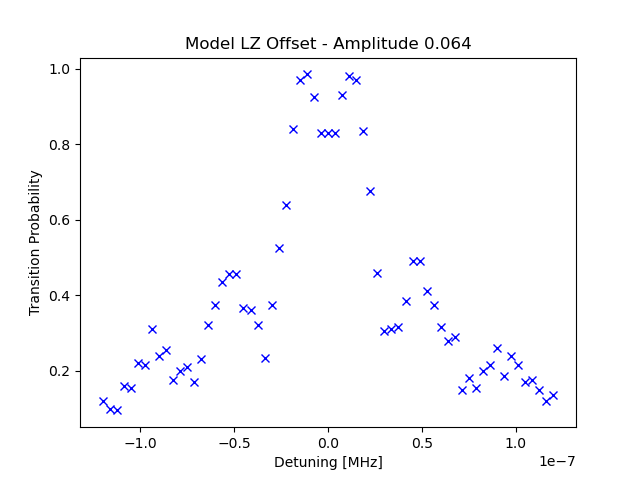 Model LZ Offset - Amplitude 0.064
1.0
0.8
0.6
0.4
0.2
Transition Probability
−1.0 −0.5 0.0 0.5 1.0
1e−7
Detuning [MHz]